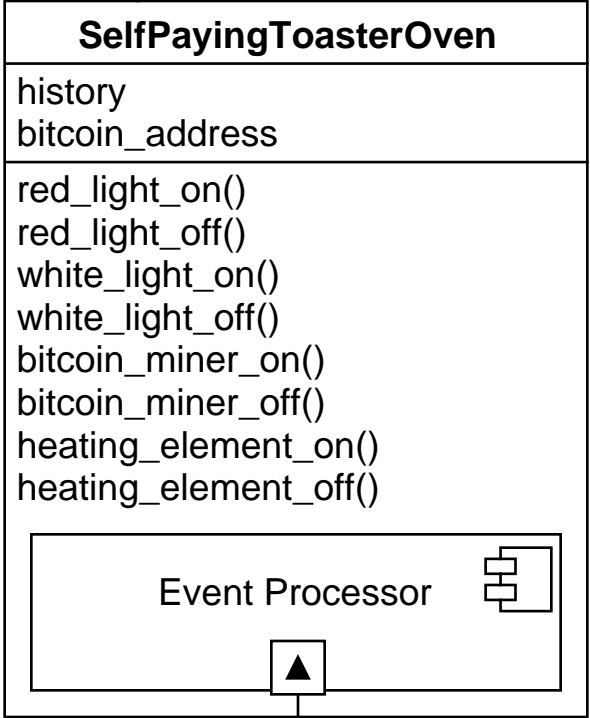 SelfPayingToasterOven
history
bitcoin_address
red_light_on()
red_light_off()
white_light_on()
white_light_off()
bitcoin_miner_on()
bitcoin_miner_off()
heating_element_on()
heating_element_off()
Event Processor